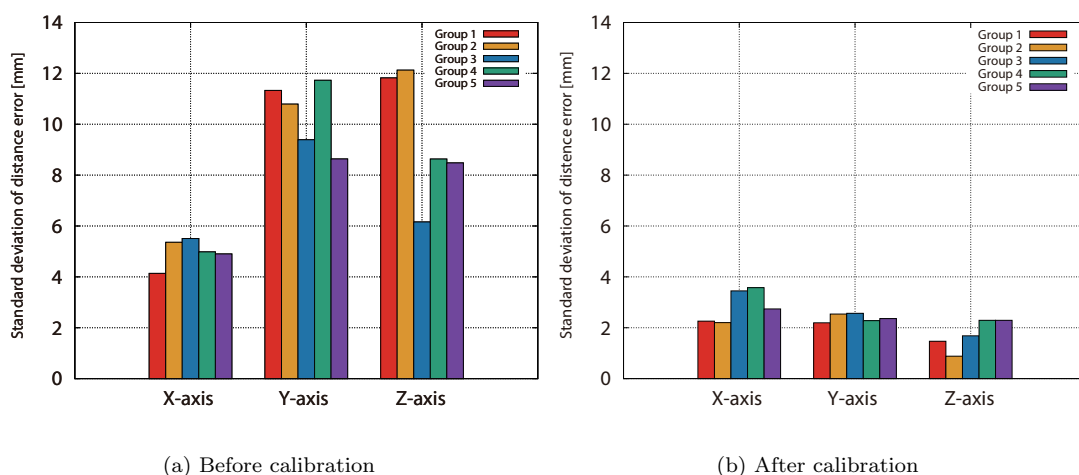 14
12
10
8
6
4
2
0
Standard deviation of distance error [mm]
Group 1
Group 2
Group 3
Group 4
Group 5
X-axis Y-axis Z-axis
(a) Before calibration
14
12
10
8
6
4
2
0
Standard deviation of distence error [mm]
Group 1
Group 2
Group 3
Group 4
Group 5
X-axis Y-axis Z-axis
(b) After calibration